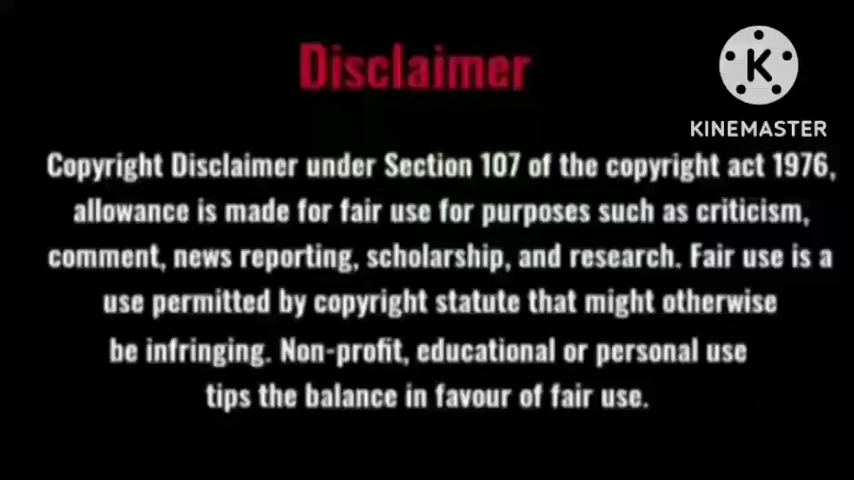 Disclaimer
K
KINEMASTER
Copyright Disclaimer under Section 107 of the copyright act 1976,
allowance is made for fair use for purposes such as criticism,
comment, news reporting, scholarship, and research. Fair use is a
use permitted by copyright statute that might otherwise
be infringing. Non-profit, educational or personal use
tips the balance in favour of fair use.